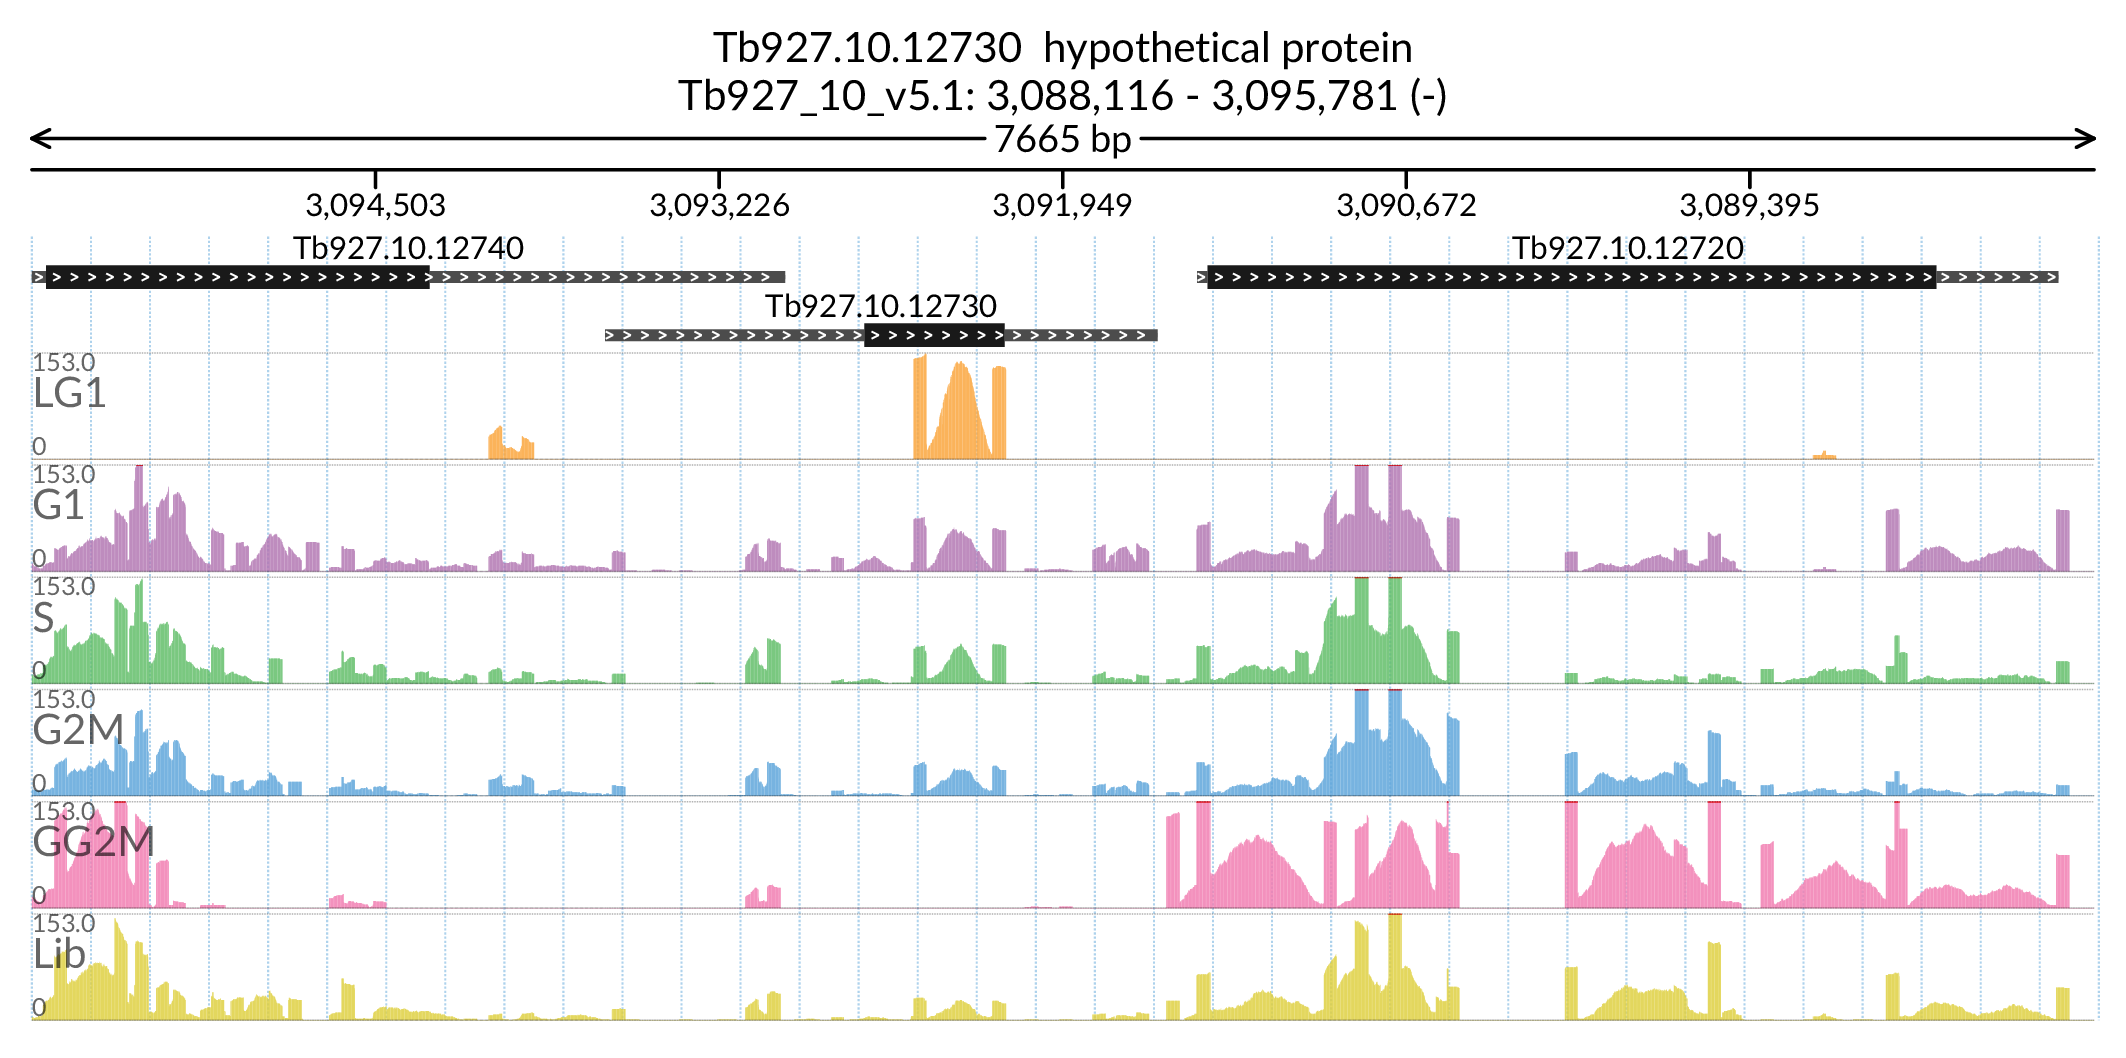 Tb927.10.12730 hypothetical protein
Tb927_10_v5.1: 3,088,116 - 3,095,781 (-)
7665 bp
3,094,503 3,093,226 3,091,949 3,090,672 3,089,395
Tb927.10.12740 Tb927.10.12720
Tb927.10.12730
153.0
LG1
0
153.0
G1
0
153.0
S
0
153.0
G2M
0
153.0
GG2M
0
153.0
Lib
0